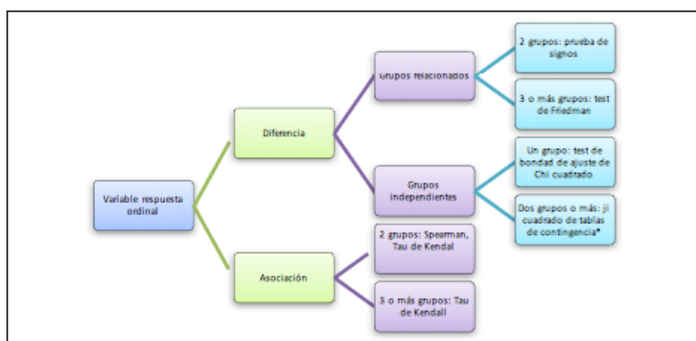 Variable respuesta
ordinal
Diferencia
Grupos relacionados
2 grupos: prueba de
signos
3 o más grupos: test
de Friedman
Grupos
independientes
Un grupo: test de
bondad de ajuste de
Chi cuadrado
Dos grupos o más: ji
cuadrado de tablas
de contingencia*
Asociación
2 grupos: Spearman,
Tau de Kendal
3 o más grupos: Tau
de Kendall